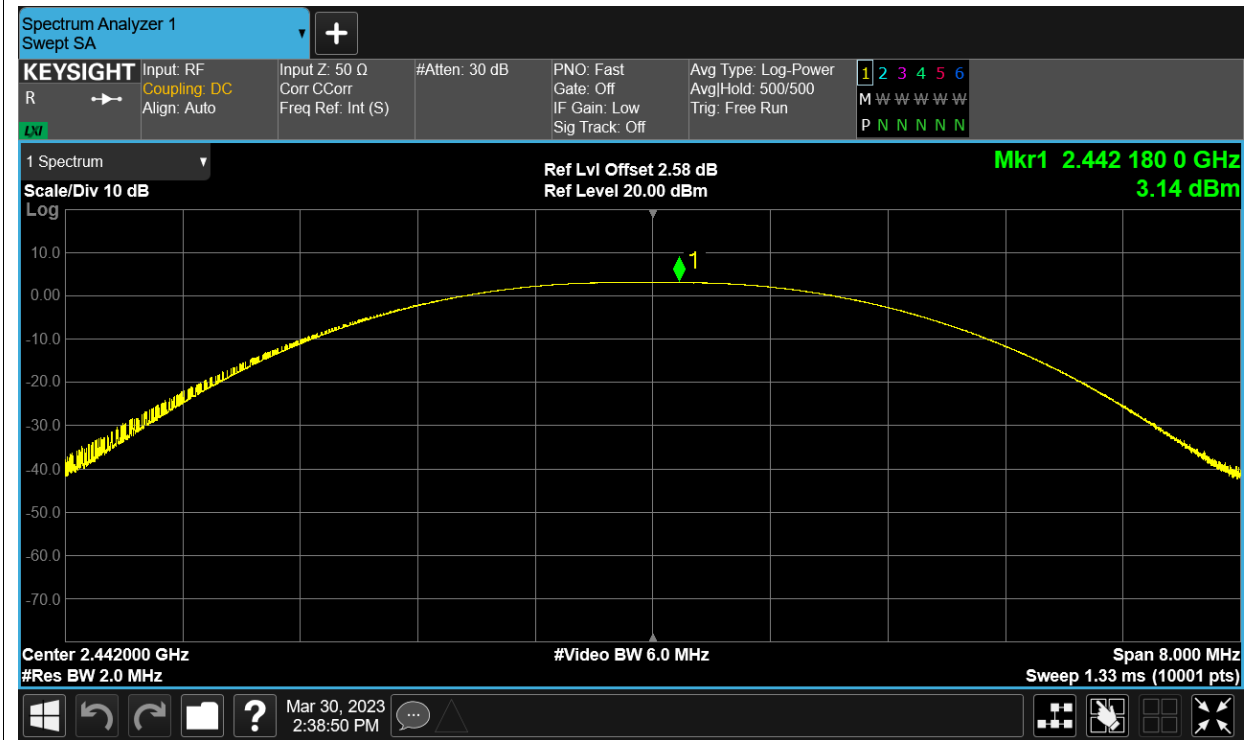 Spectrum Analyzer 1
Swept SA
KEYSIGHT
R
LXI
Input: RF
Coupling: DC
Align: Auto
Input Z: 50 Ω
Corr CCorr
Freq Ref: Int (S)
#Atten: 30 dB
PNO: Fast
Gate: Off
IF Gain: Low
Sig Track: Off
Avg Type: Log-Power
Avg|Hold: 500/500
Trig: Free Run
1 2 3 4 5 6
M W W W W W
P N N N N N
1 Spectrum
Scale/Div 10 dB
Log
Ref Lvl Offset 2.58 dB
Ref Level 20.00 dBm
Mkr1 2.442 180 0 GHz
3.14 dBm
1
10.0
0.00
-10.0
-20.0
-30.0
-40.0
-50.0
-60.0
-70.0
Center 2.442000 GHz
#Res BW 2.0 MHz
#Video BW 6.0 MHz
Span 8.000 MHz
Sweep 1.33 ms (10001 pts)
?
Mar 30, 2023
2:38:50 PM